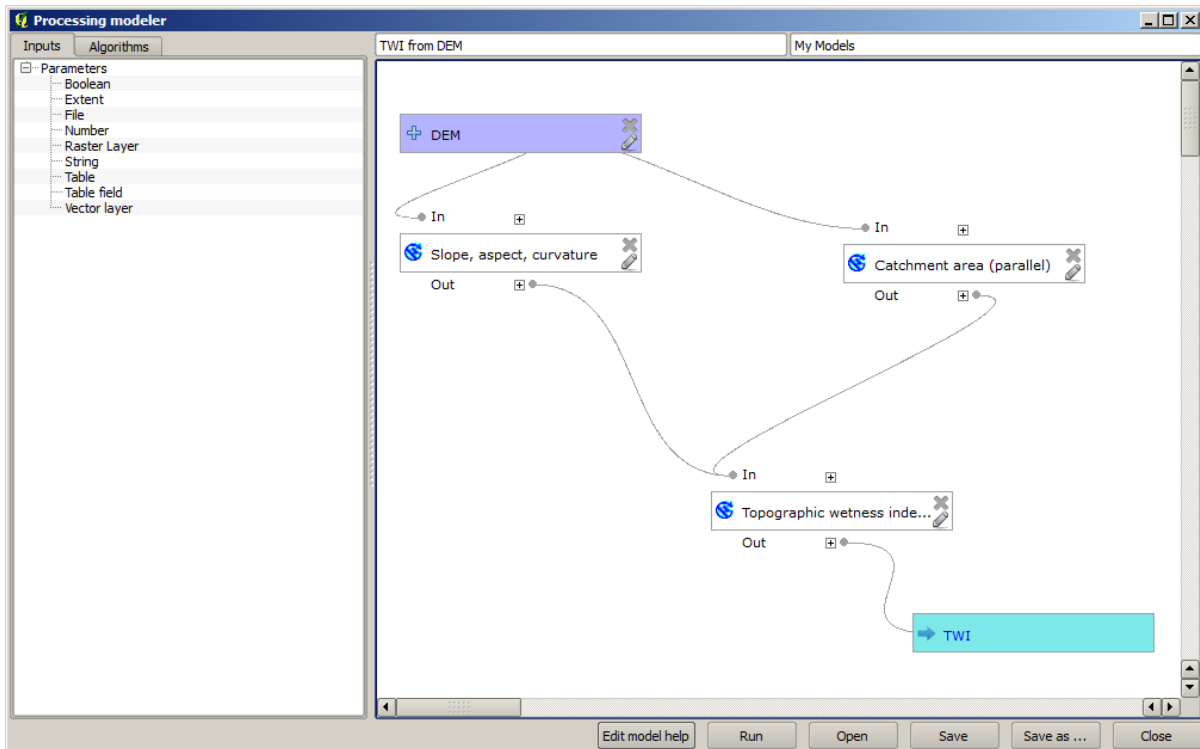 Processing modeler
Inputs
Algorithms
TWI from DEM
My Models
Parameters
Boolean
Extent
File
Number
Raster Layer
String
Table
Table field
Vector layer
DEM
In
Slope, aspect, curvature
Out
In
Catchment area (parallel)
Out
In
Topographic wetness inde...
Out
TWI
Edit model help
Run
Open
Save
Save as ...
Close